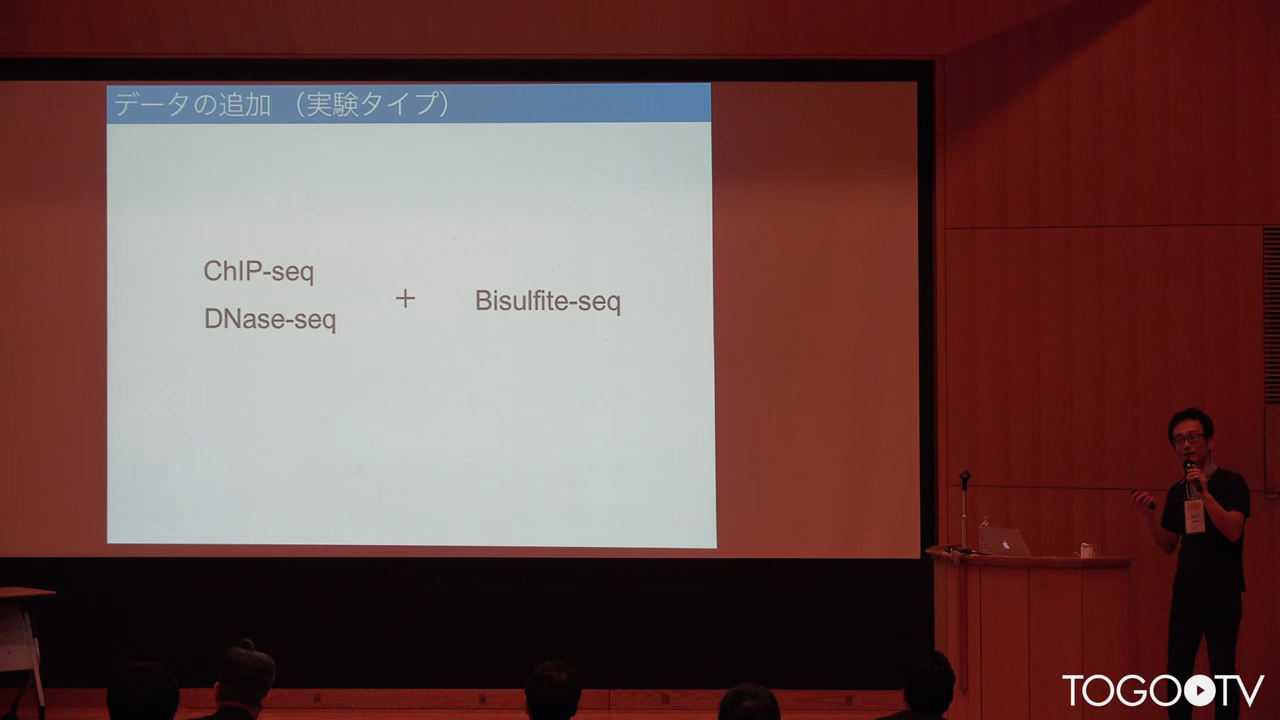 データの追加 （実験タイプ）
ChIP-seq
DNase-seq
+
Bisulfite-seq
TOGOTV